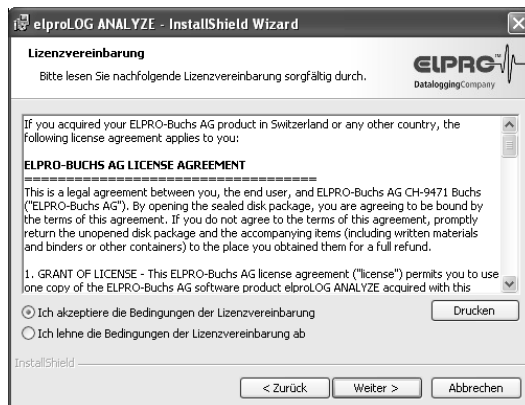 elproLOG ANALYZE - InstallShield Wizard
Lizenzvereinbarung
Bitte lesen Sie nachfolgende Lizenzvereinbarung sorgfältig durch.
ELPRO
DataloggingCompany
If you acquired your ELPRO-Buchs AG product in Switzerland or any other country, the
following license agreement applies to you:
ELPRO-BUCHS AG LICENSE AGREEMENT
====================================
This is a legal agreement between you, the end user, and ELPRO-Buchs AG CH-9471 Buchs
("ELPRO-Buchs AG"). By opening the sealed disk package, you are agreeing to be bound by
the terms of this agreement. If you do not agree to the terms of this agreement, promptly
return the unopened disk package and the accompanying items (including written materials
and binders or other containers) to the place you obtained them for a full refund.
1. GRANT OF LICENSE - This ELPRO-Buchs AG license agreement ("license") permits you to use
one copy of the ELPRO-Buchs AG software product elproLOG ANALYZE acquired with this
Ich akzeptiere die Bedingungen der Lizenzvereinbarung
Drucken
Ich lehne die Bedingungen der Lizenzvereinbarung ab
InstallShield
< Zurück
Weiter >
Abbrechen